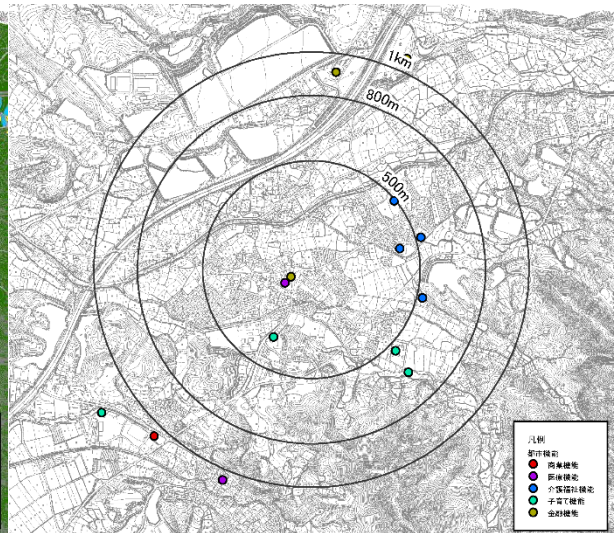 1km
800m
500m
凡例
都市機能
商業機能
医療機能
介護福祉機能
子育て機能
金融機能